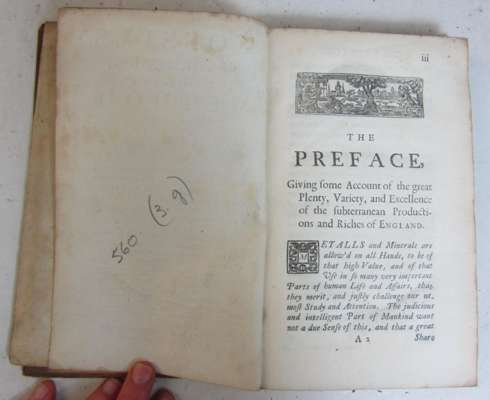 560 (3. g)
iii
THE
PREFACE,
Giving ſome Account of the great
Plenty, Variety, and Excellence
of the ſubterranean Producti-
ons and Riches of ENGLAND.
METALLS and Minerals are
allow'd on all Hands, to be of
that high Value, and of that
Uſe in ſo many very important
Parts of human Life and Affairs, that
they merit, and juſtly challenge our ut-
moſt Study and Attention. The judicious
and intelligent Part of Mankind want
not a due Senſe of this, and that a great
A 2 Share